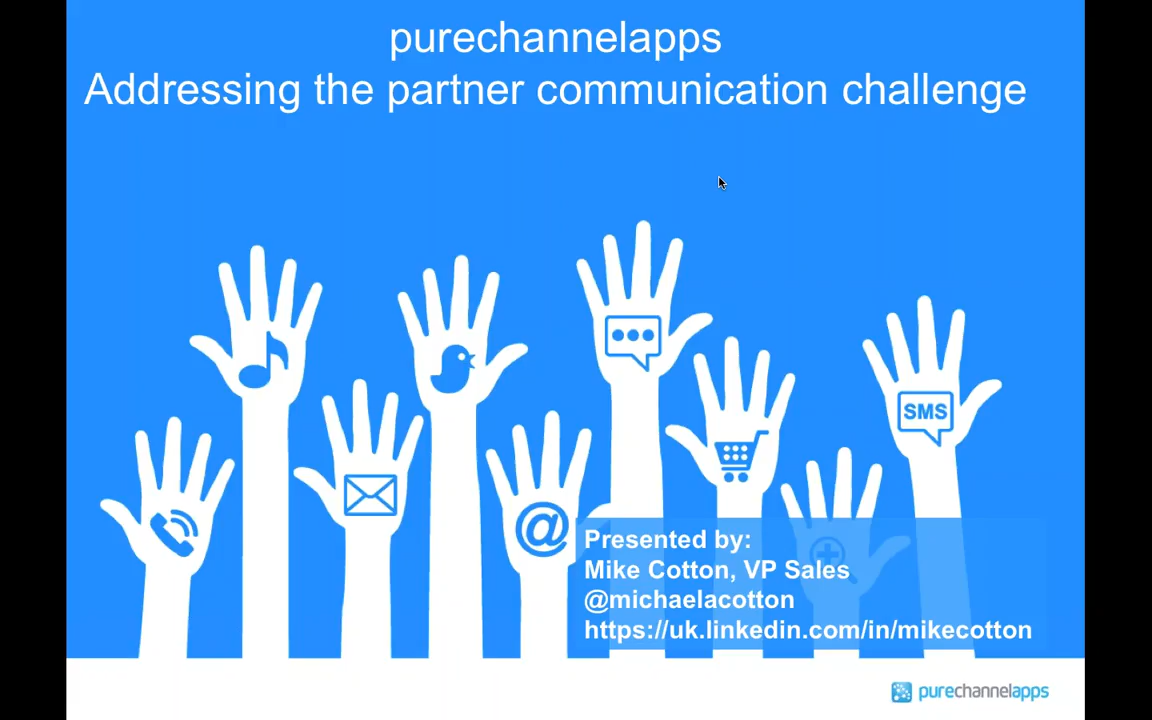 purechannelapps
Addressing the partner communication challenge
SMS
@
Presented by:
Mike Cotton, VP Sales
@michaelacotton
https://uk.linkedin.com/in/mikecotton
purechannelapps